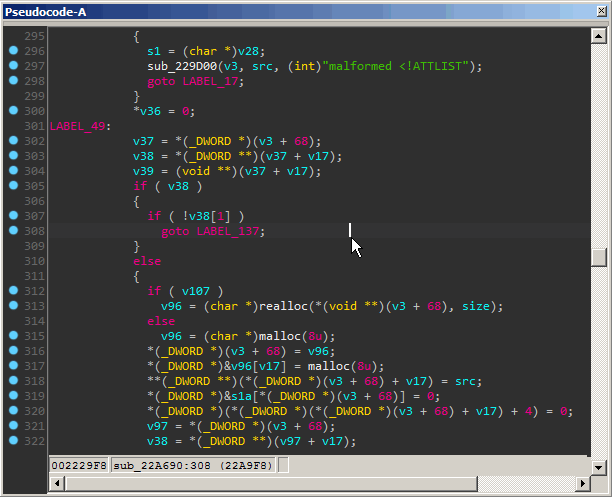 Pseudocode-A
295 {
296 s1 = (char *)v28;
297 sub_229D00(v3, src, (int)"malformed <!ATTLIST");
298 goto LABEL_17;
299 }
300 *v36 = 0;
301 LABEL_49:
302 v37 = *(_DWORD *)(v3 + 68);
303 v38 = *(_DWORD **)(v37 + v17);
304 v39 = (void **)(v37 + v17);
305 if ( v38 )
306 {
307 if ( !v38[1] )
308 goto LABEL_137;
309 }
310 else
311 {
312 if ( v107 )
313 v96 = (char *)realloc(*(void **)(v3 + 68), size);
314 else
315 v96 = (char *)malloc(8u);
316 *(_DWORD *)(v3 + 68) = v96;
317 *(_DWORD *)&v96[v17] = malloc(8u);
318 **(_DWORD **)(*(_DWORD *)(v3 + 68) + v17) = src;
319 *(_DWORD *)&s1a[*(_DWORD *)(v3 + 68)] = 0;
320 *(_DWORD *)(*(_DWORD *)(*(_DWORD *)(v3 + 68) + v17) + 4) = 0;
321 v97 = *(_DWORD *)(v3 + 68);
322 v38 = *(_DWORD **)(v97 + v17);
002229F8 sub_22A690:308 (22A9F8)